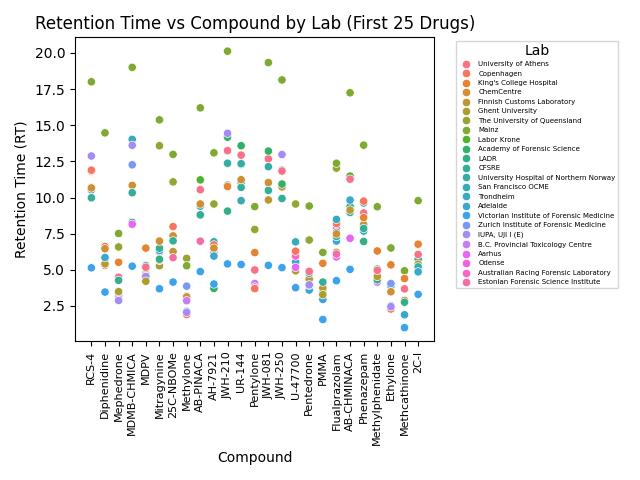 Retention Time vs Compound by Lab (First 25 Drugs)
Retention Time (RT)
20.0
17.5
15.0
12.5
10.0
7.5
5.0
2.5
RCS-4
Diphenidine
Mephedrone
MDMB-CHMICA
MDPV
Mitragynine
25C-NBOMe
Methylone
AB-PINACA
AH-7921
JWH-210
UR-144
Pentylone
JWH-081
JWH-250
U-47700
Pentedrone
PMMA
Flualprazolam
AB-CHMINACA
Phenazepam
Methylphenidate
Etylone
Methcathinone
2C-I
Compound
Lab
University of Athens
Copenhagen
King's College Hospital
ChemCentre
Finnish Customs Laboratory
Ghent University
The University of Queensland
Mainz
Labor Krone
Academy of Forensic Science
LADR
CFSRE
University Hospital of Northern Norway
San Francisco OCME
Trondheim
Adelaide
Victorian Institute of Forensic Medicine
Zurich Institute of Forensic Medicine
IUPA, UJI I (E)
B.C. Provincial Toxicology Centre
Aarhus
Odense
Australian Racing Forensic Laboratory
Estonian Forensic Science Institute